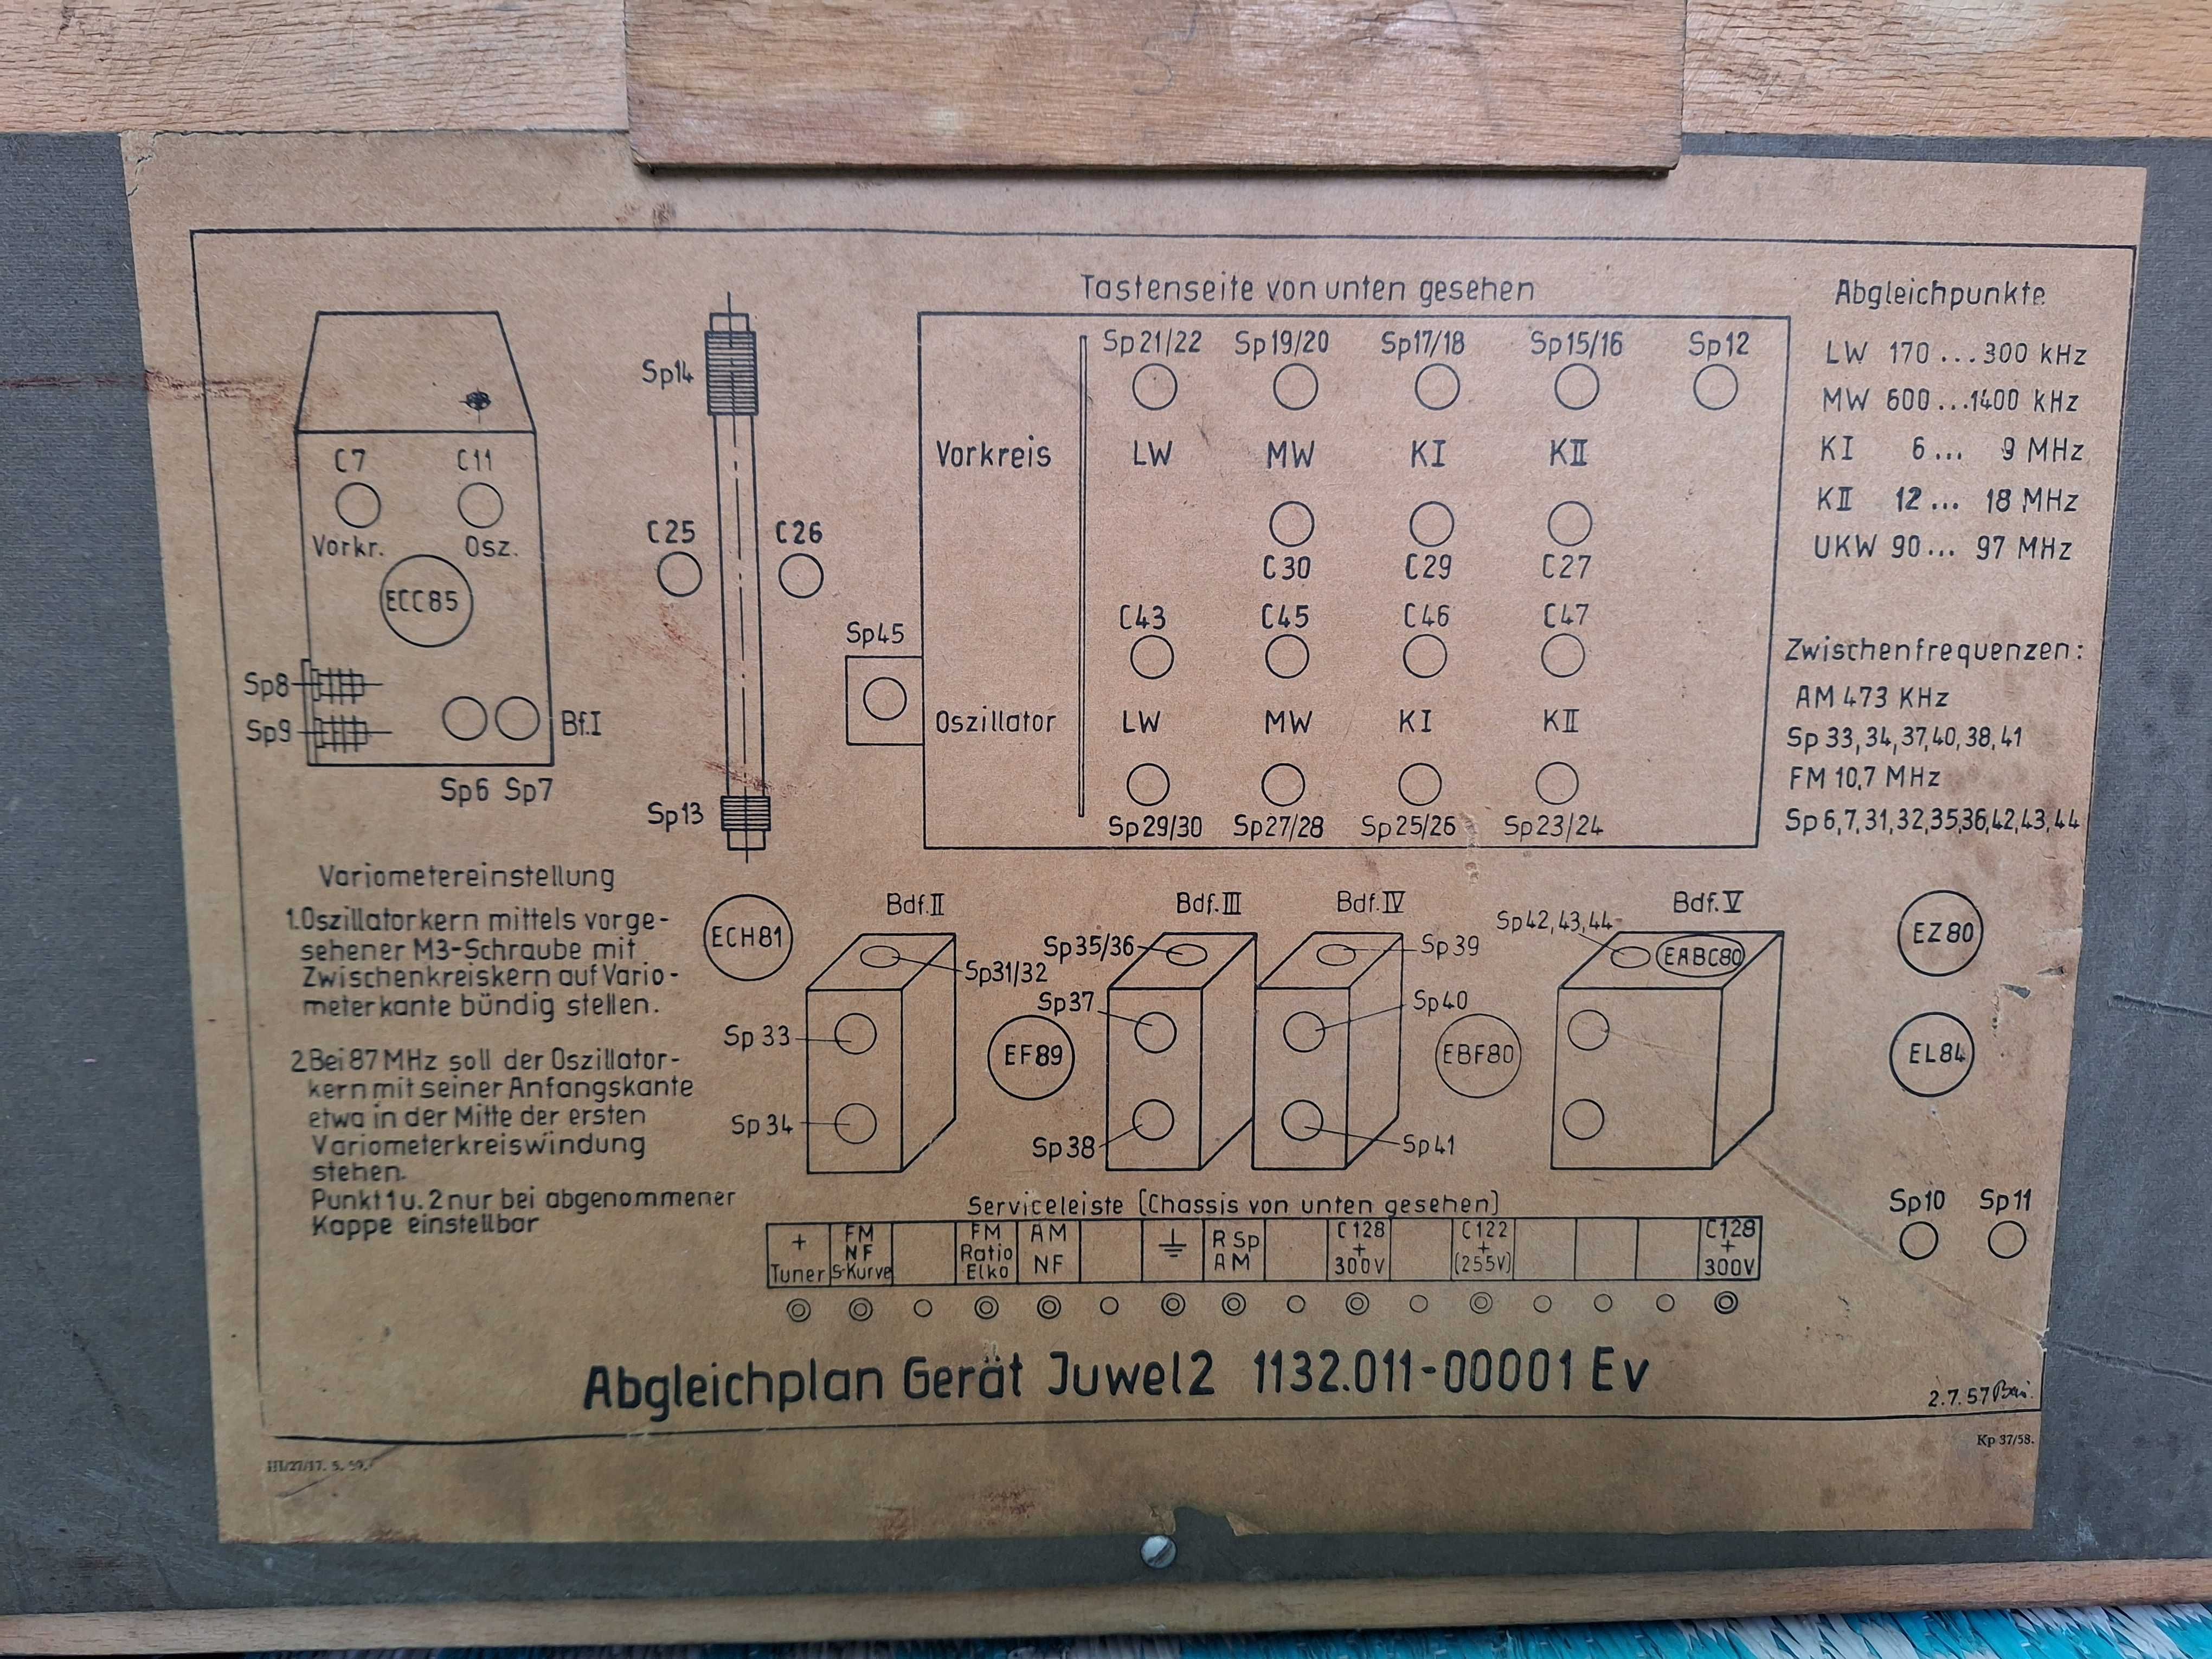 Tastenseite von unten gesehen
Sp21/22 Sp19/20 Sp17/18 Sp15/16 Sp12
Vorkreis LW MW KI KII
C30 C29 C27
C43 C45 C46 C47
Sp45
Oszillator LW MW KI KII
Sp29/30 Sp27/28 Sp25/26 Sp23/24
Abgleichpunkte
LW 170...300 kHz
MW 600...1400 kHz
KI 6... 9 MHz
KII 12... 18 MHz
UKW 90... 97 MHz
Zwischenfrequenzen:
AM 473 KHz
Sp 33,34,37,40,38,41
FM 10,7 MHz
Sp 6,7,31,32,35,36,42,43,44
C7 C11
Vorkr. Osz.
ECC85
Sp8
Sp9
Bf.I
Sp6 Sp7
Sp14
C25 C26
Sp13
Variometereinstellung
1.Oszillatorkern mittels vorge-
sehener M3-Schraube mit
Zwischenkreiskern auf Vario-
meterkante bündig stellen.
2.Bei 87 MHz soll der Oszillator-
kern mit seiner Anfangskante
etwa in der Mitte der ersten
Variometerkreiswindung
stehen.
Punkt 1 u. 2 nur bei abgenommener
Kappe einstellbar
ECH81
Bdf.II
Sp31/32
Sp 33
Sp 34
EF89
Bdf.III
Sp35/36
Sp37
Sp38
Bdf.IV
Sp39
Sp40
Sp41
EBF80
Bdf.V
Sp42,43,44
EABC80
EZ80
EL84
Sp10 Sp11
Serviceleiste (Chassis von unten gesehen)
+
Tuner
FM
NF
S-Kurve
FM
Ratio
Elko
AM
NF
R Sp
AM
C128
+
300V
C122
+
(255V)
C128
+
300V
Abgleichplan Gerät Juwel2 1132.011-00001 Ev
2.7.57
Kp 37/58.